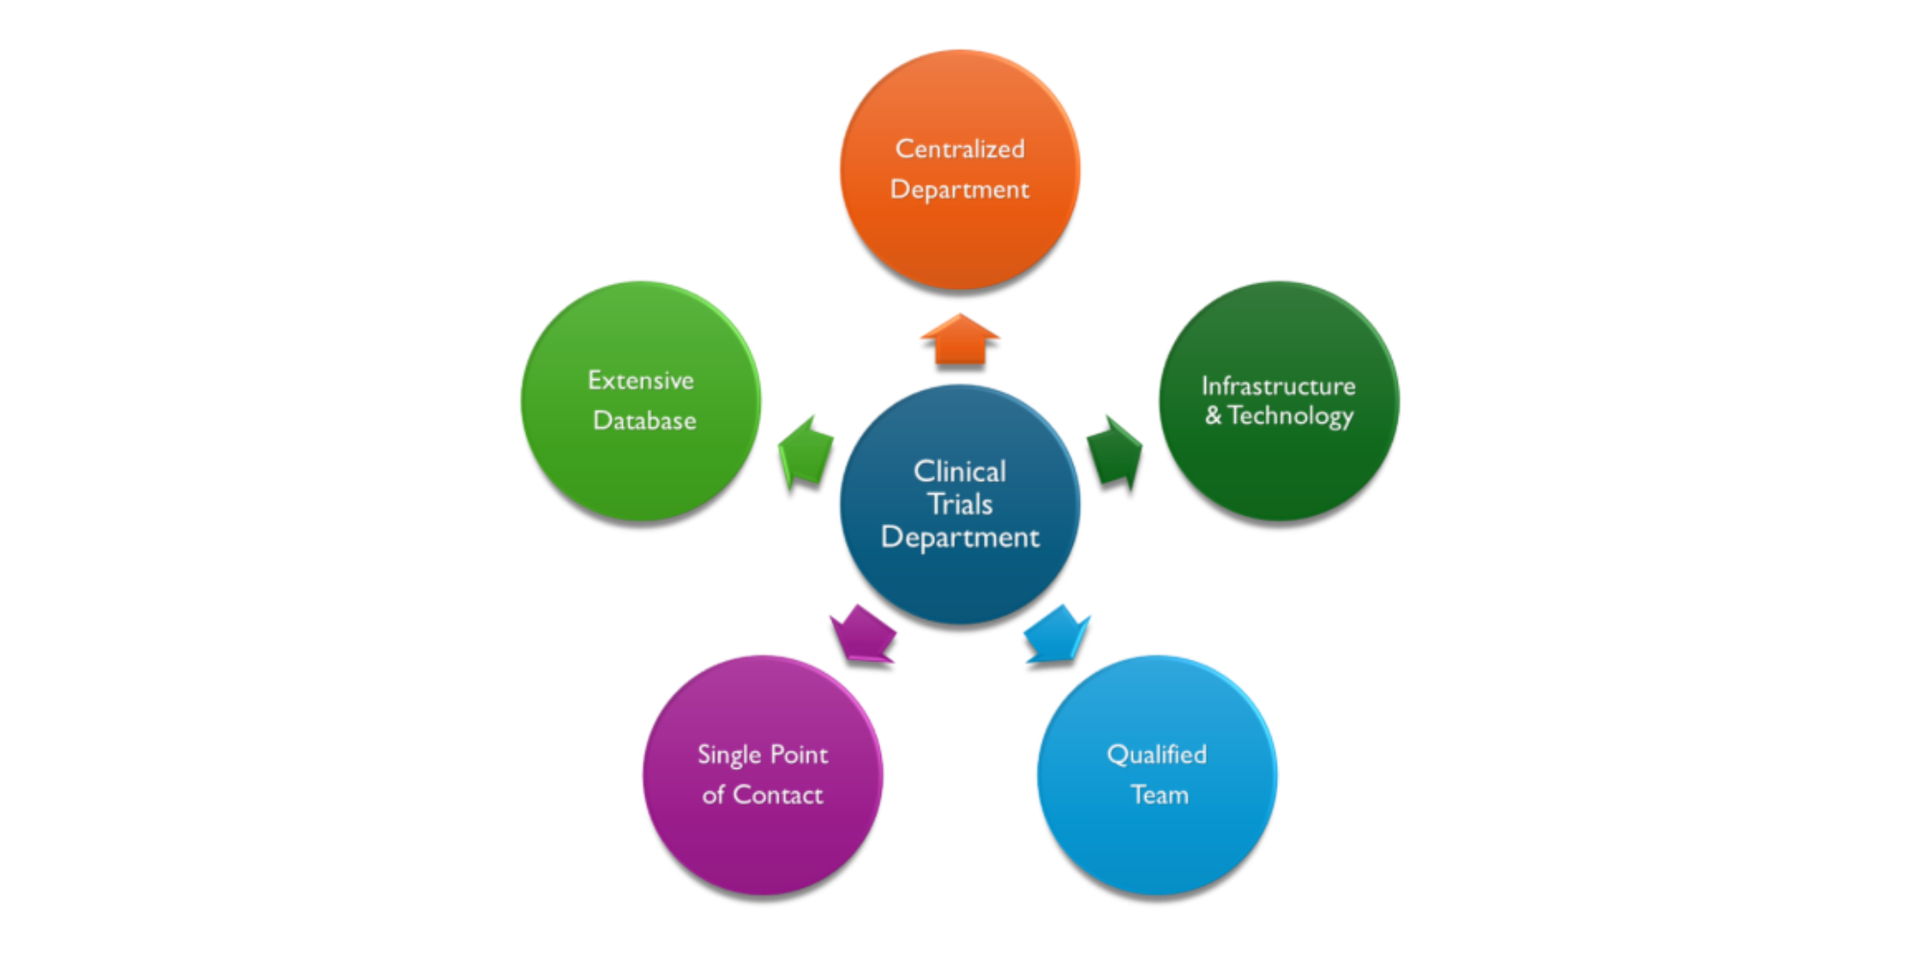 Centralized
Department
Extensive
Database
Infrastructure
& Technology
Clinical
Trials
Department
Single Point
of Contact
Qualified
Team